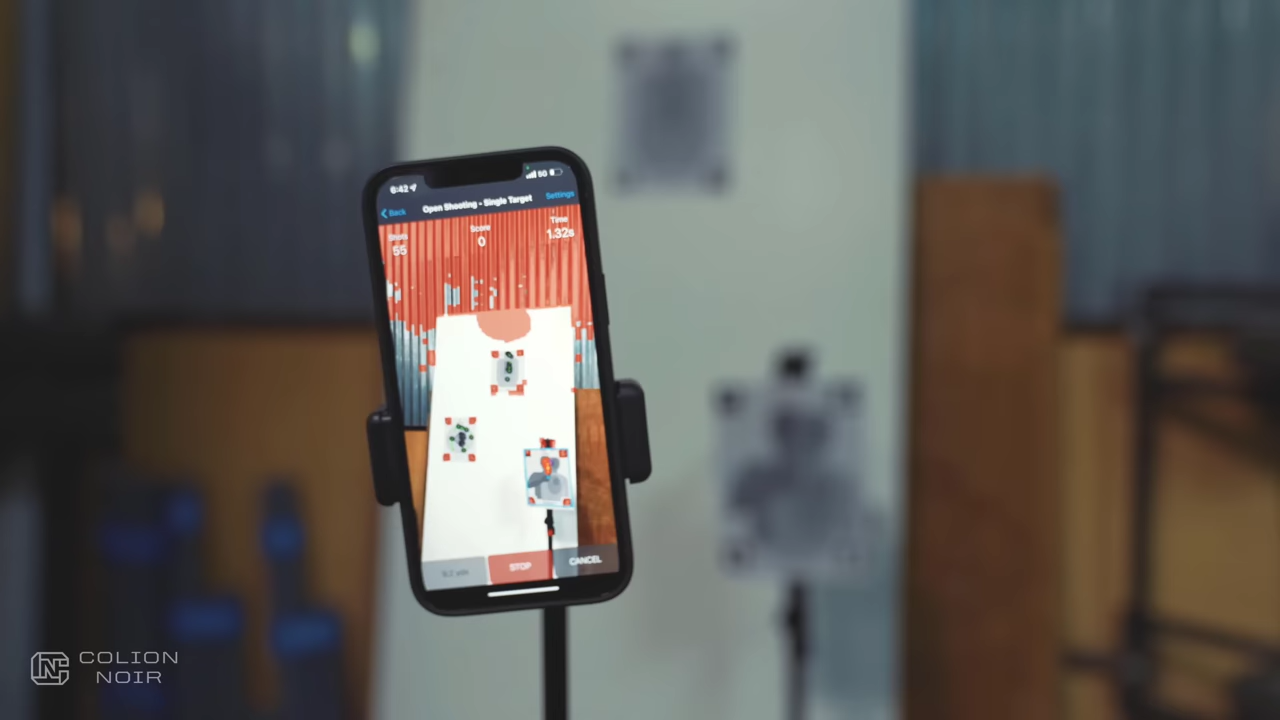 6:42
5G
Back
Open Shooting - Single Target
Settings
Shots
Score
Time
55
0
1.32s
STOP
CANCEL
COLION
NOIR